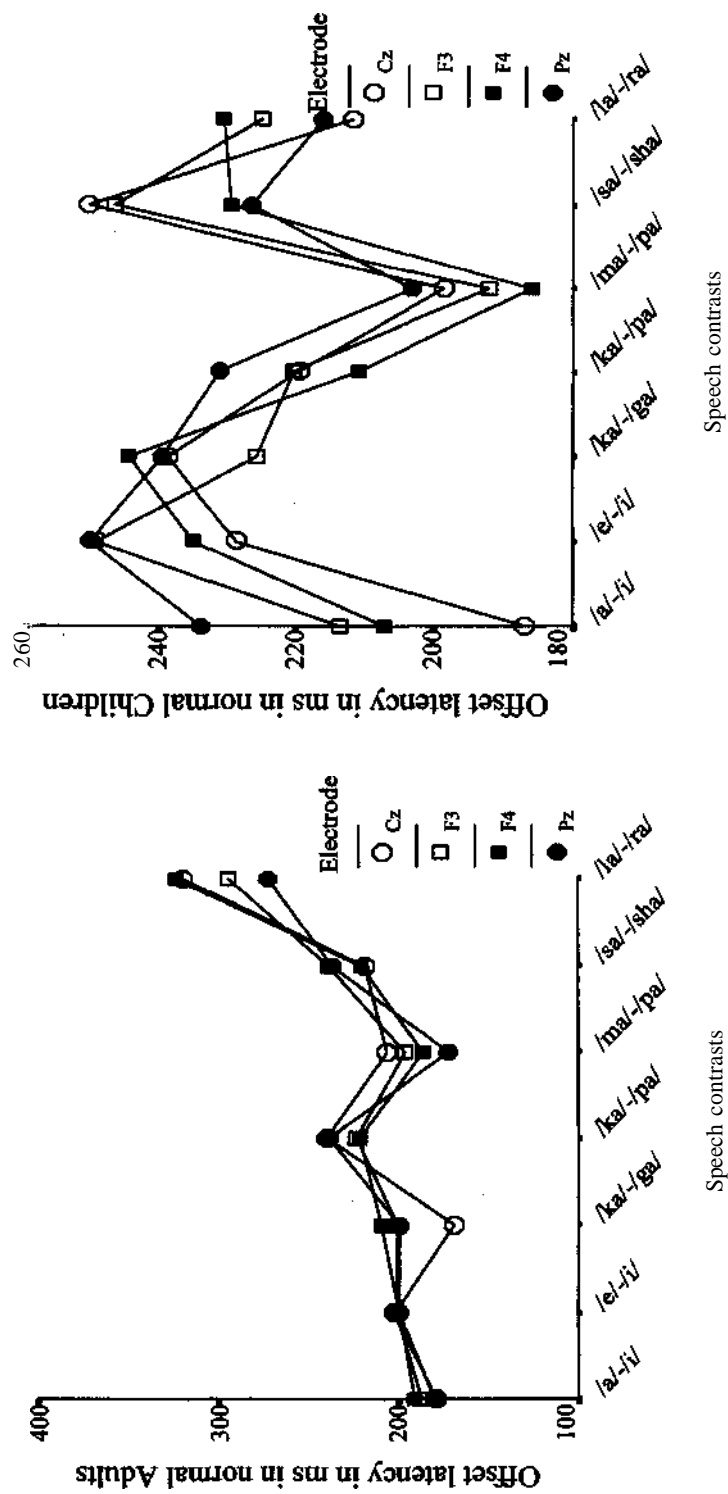 Offset latency in ms in normal Adults
400
300
200
100
/a/-/i/
/e/-/i/
/ka/-/ga/
/ka/-/pa/
/ma/-/pa/
/sa/-/sha/
/la/-/ra/
Electrode
Cz
F3
F4
Pz
Speech contrasts
Offset latency in ms in normal Children
260
240
220
200
180
/a/-/i/
/e/-/i/
/ka/-/ga/
/ka/-/pa/
/ma/-/pa/
/sa/-/sha/
/la/-/ra/
Electrode
Cz
F3
F4
Pz
Speech contrasts